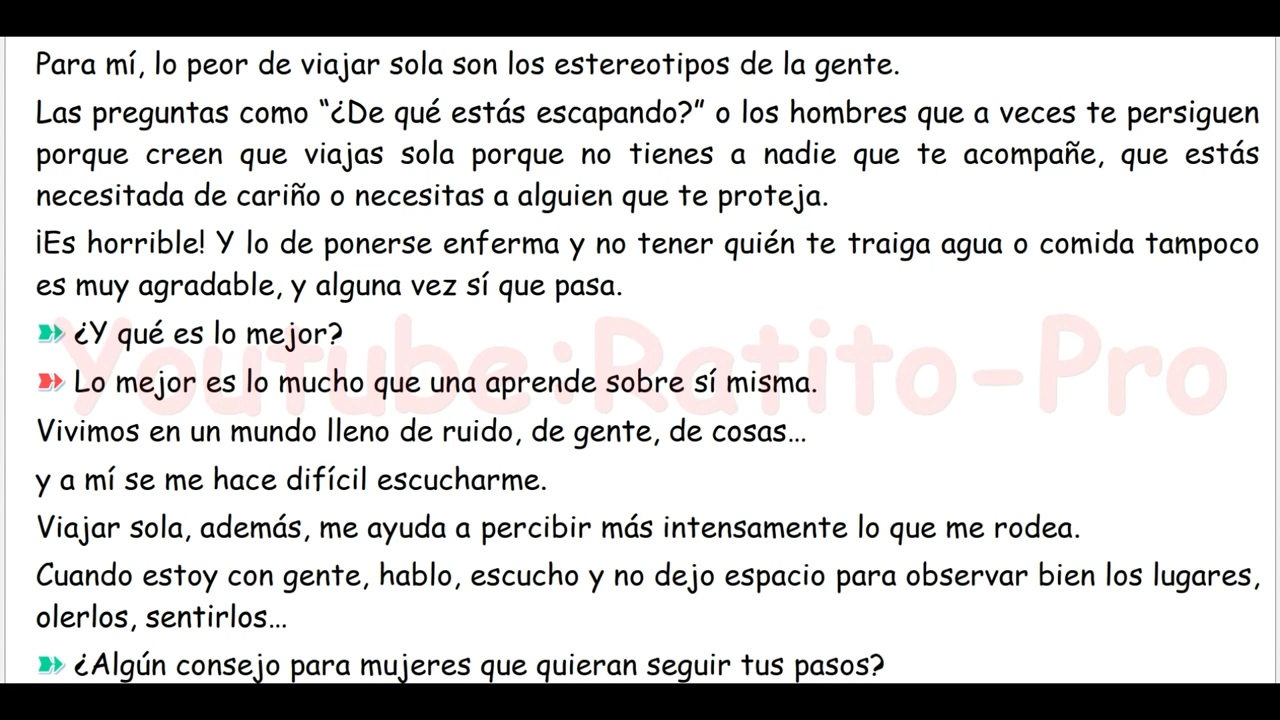 Para mí, lo peor de viajar sola son los estereotipos de la gente.
Las preguntas como “¿De qué estás escapando?” o los hombres que a veces te persiguen
porque creen que viajas sola porque no tienes a nadie que te acompañe, que estás
necesitada de cariño o necesitas a alguien que te proteja.
¡Es horrible! Y lo de ponerse enferma y no tener quién te traiga agua o comida tampoco
es muy agradable, y alguna vez sí que pasa.
¿Y qué es lo mejor?
Youtube:Ratito-Pro
Lo mejor es lo mucho que una aprende sobre sí misma.
Vivimos en un mundo lleno de ruido, de gente, de cosas…
y a mí se me hace difícil escucharme.
Viajar sola, además, me ayuda a percibir más intensamente lo que me rodea.
Cuando estoy con gente, hablo, escucho y no dejo espacio para observar bien los lugares,
olerlos, sentirlos…
¿Algún consejo para mujeres que quieran seguir tus pasos?